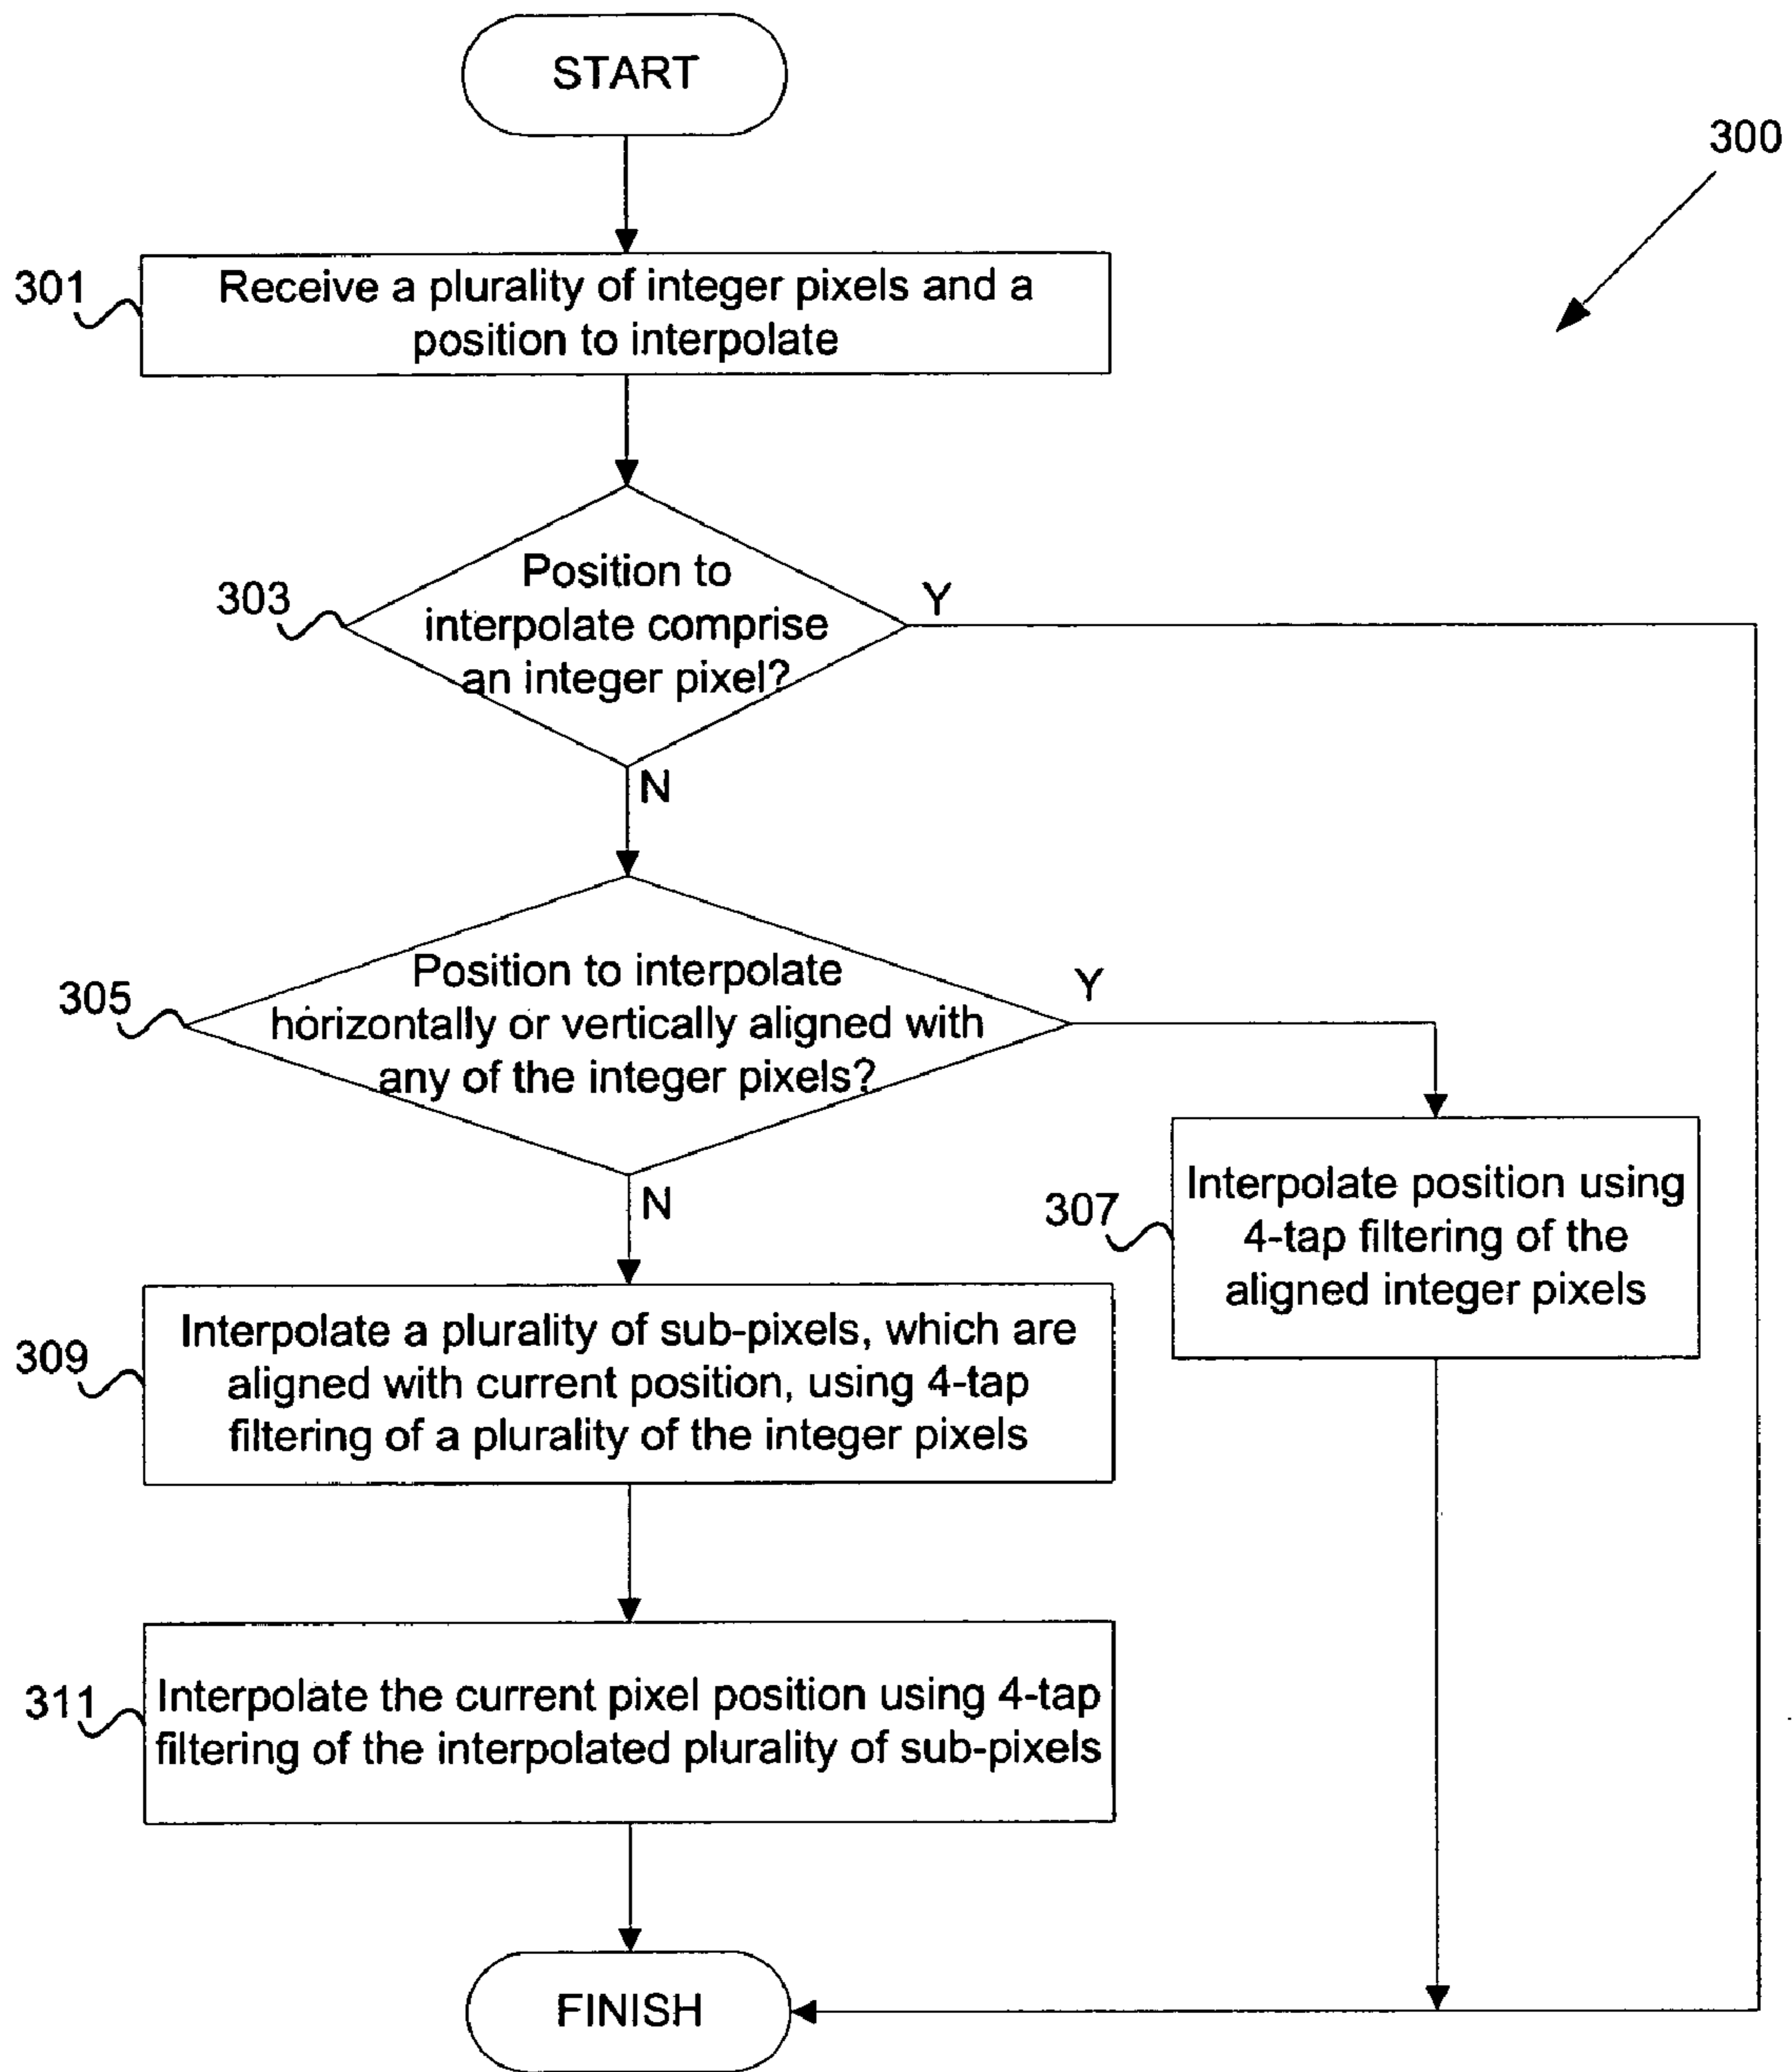 START
300
301
Receive a plurality of integer pixels and a
position to interpolate
303
Position to
interpolate comprise
an integer pixel?
Y
N
305
Position to interpolate
horizontally or vertically aligned with
any of the integer pixels?
Y
N
307
Interpolate position using
4-tap filtering of the
aligned integer pixels
309
Interpolate a plurality of sub-pixels, which are
aligned with current position, using 4-tap
filtering of a plurality of the integer pixels
311
Interpolate the current pixel position using 4-tap
filtering of the interpolated plurality of sub-pixels
FINISH